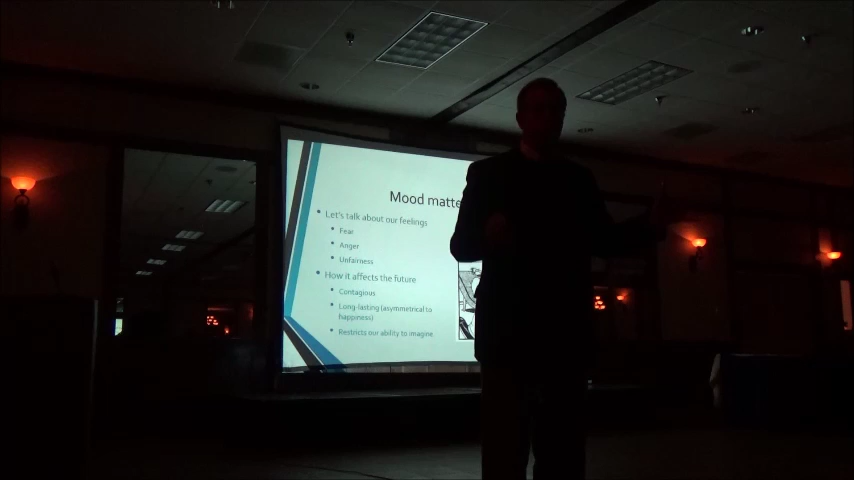 Mood matte
Let's talk about our feelings
Fear
Anger
Unfairness
How it affects the future
Contagious
Long-lasting (asymmetrical to
happiness)
Restricts our ability to imagine